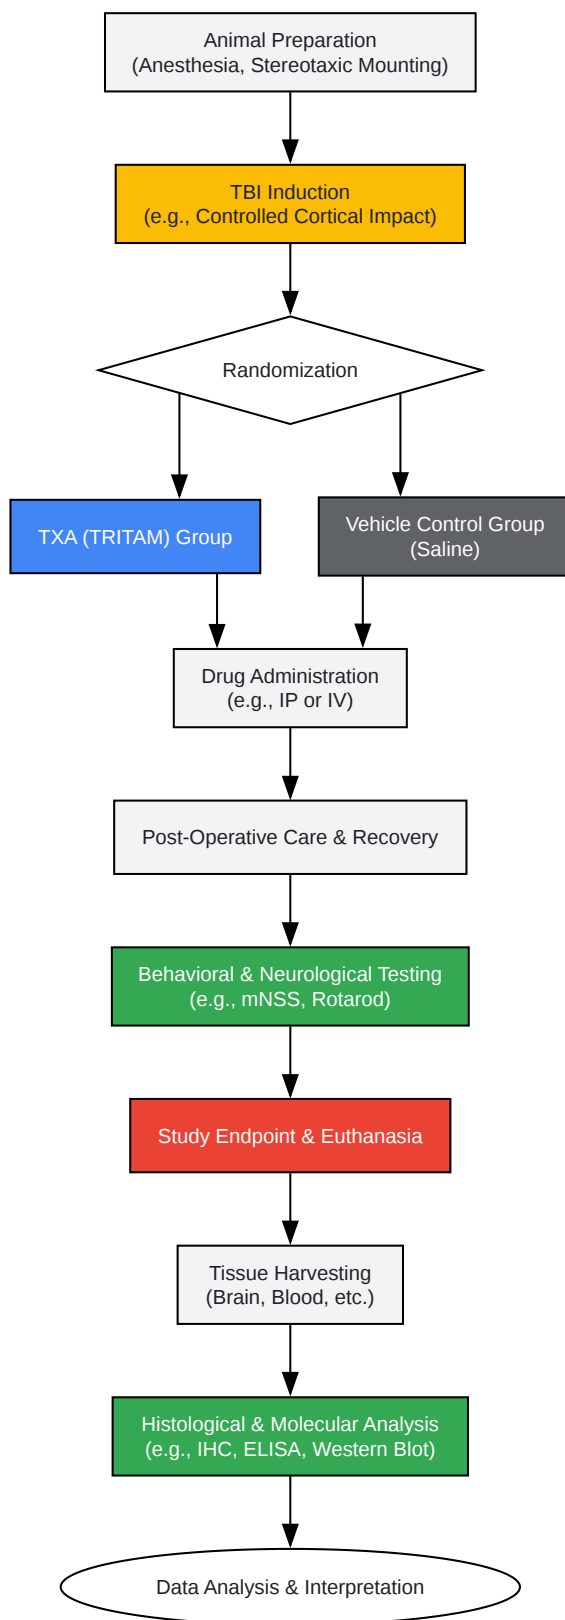 Animal Preparation
(Anesthesia, Stereotaxic Mounting)
TBI Induction
(e.g., Controlled Cortical Impact)
Randomization
TXA (TRITAM) Group
Vehicle Control Group
(Saline)
Drug Administration
(e.g., IP or IV)
Post-Operative Care & Recovery
Behavioral & Neurological Testing
(e.g., mNSS, Rotarod)
Study Endpoint & Euthanasia
Tissue Harvesting
(Brain, Blood, etc.)
Histological & Molecular Analysis
(e.g., IHC, ELISA, Western Blot)
Data Analysis & Interpretation